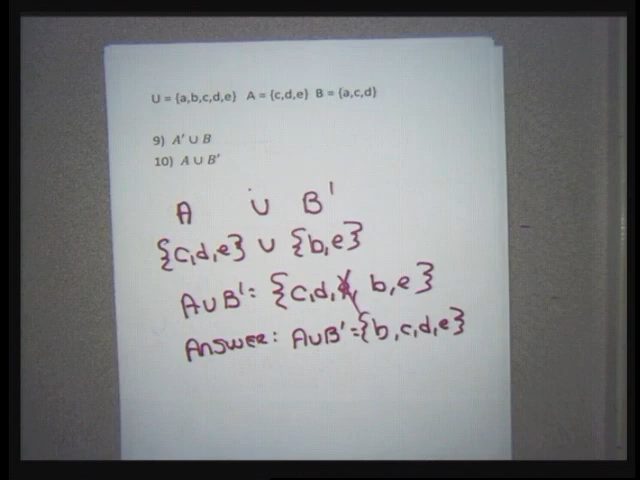 U = {a,b,c,d,e} A = {c,d,e} B = {a,c,d}
9) A′ ∪ B
10) A ∪ B′
A ∪ B'
{c,d,e} ∪ {b,e}
A∪B'= {c,d,e, b,e}
Answer: A∪B'={b,c,d,e}